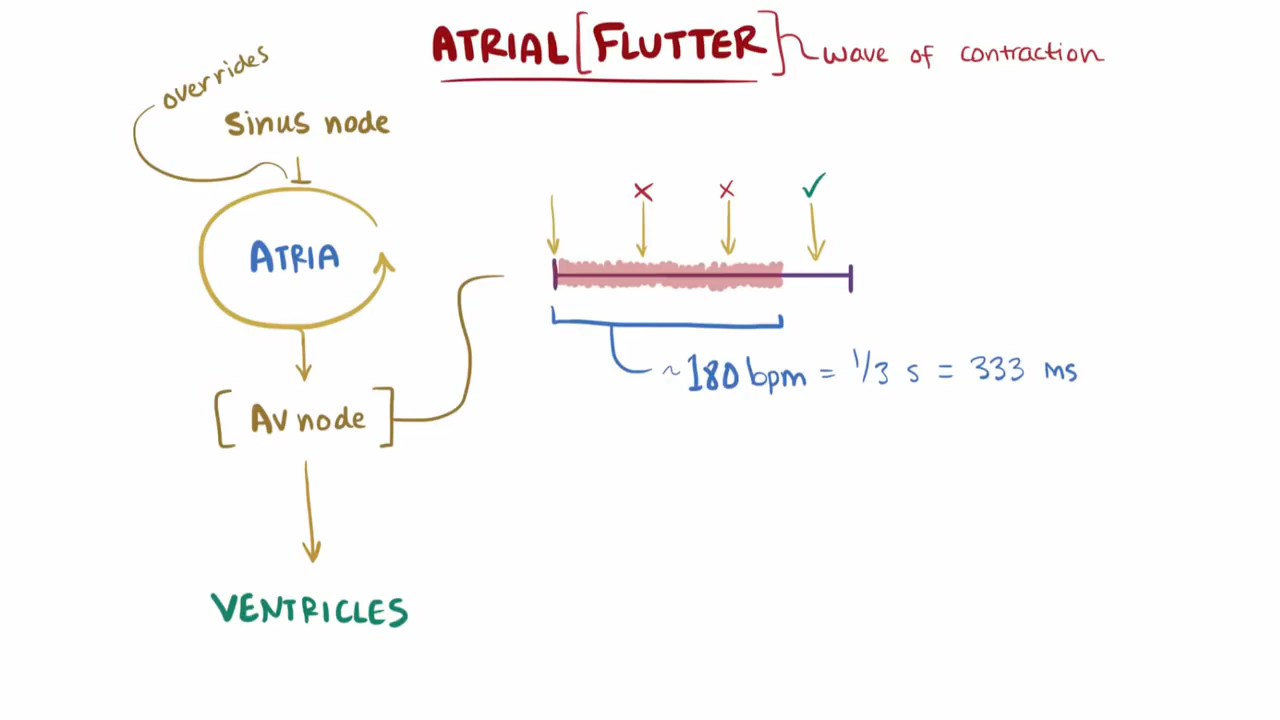 ATRIAL [FLUTTER] wave of contraction
overrides
Sinus node
× × ✓
ATRIA
~180 bpm = 1/3 s = 333 ms
[AV node]
VENTRICLES